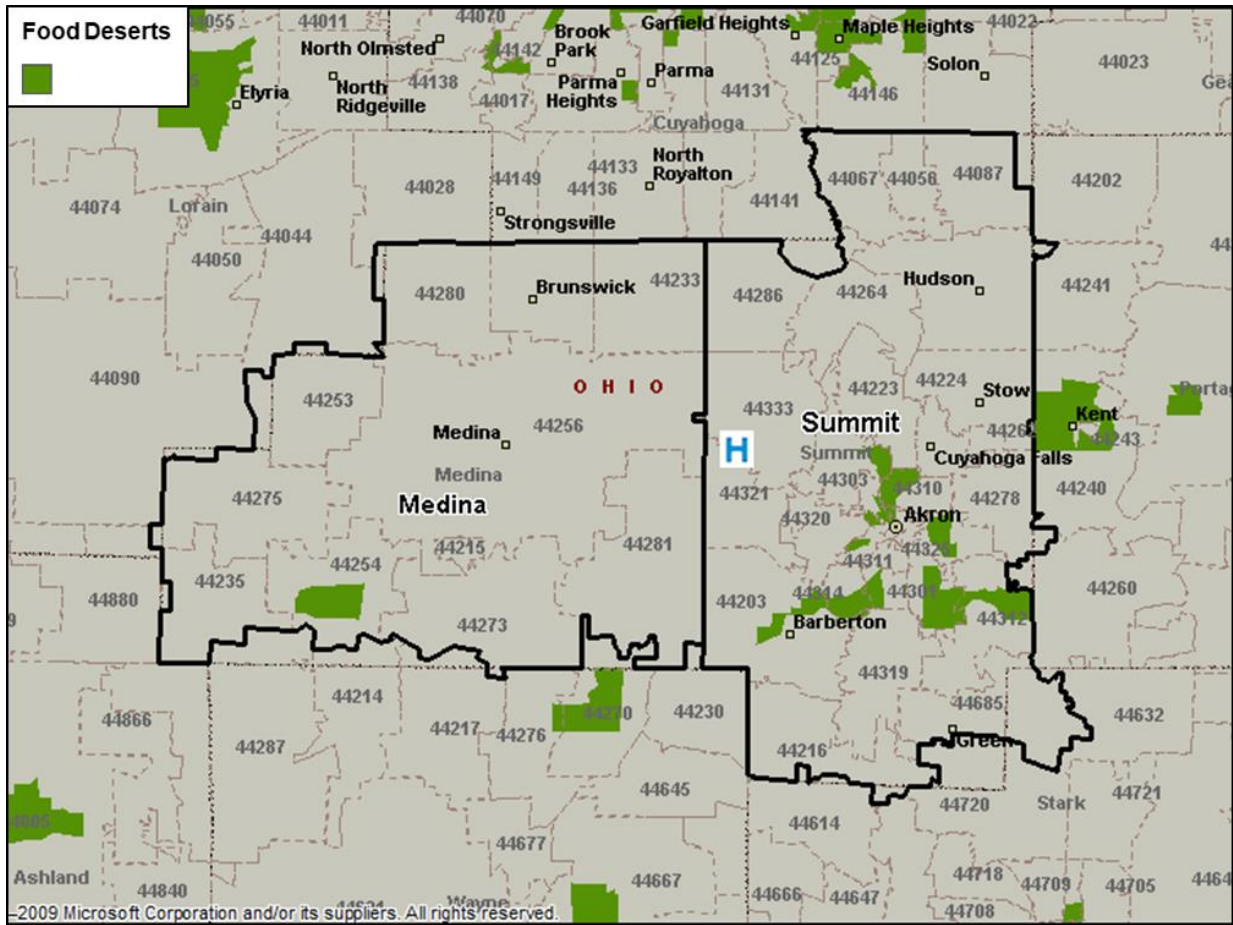 Food Deserts
44055
44011
44070
Garfield Heights
Maple Heights
44022
North Olmsted
44142
Brook
Park
44125
Solon
44023
Elyria
North
Ridgeville
44138
44017
Parma
Heights
Parma
44131
44146
Cuyahoga
44133
North
Royalton
44028
44149
44136
44141
44067
44056
44087
44202
44074
Lorain
Strongsville
44044
44050
44280
Brunswick
44233
44286
44264
Hudson
44241
44090
44253
OHIO
44223
44224
Stow
Kent
44243
44333
Summit
Medina
44256
Summit
Cuyahoga Falls
H
Medina
Medina
44275
44321
44303
44310
44278
44240
44320
Akron
44215
44281
44254
44311
44235
44880
44203
44314
44301
44312
44260
Barberton
44273
44319
44214
44866
44217
44276
44270
44230
44685
44632
44287
44216
Green
44645
44720
Stark
44721
44614
44677
Ashland
44840
44667
44666
44647
44718
44709
44705
44708
Wayne
2009 Microsoft Corporation and/or its suppliers. All rights reserved.